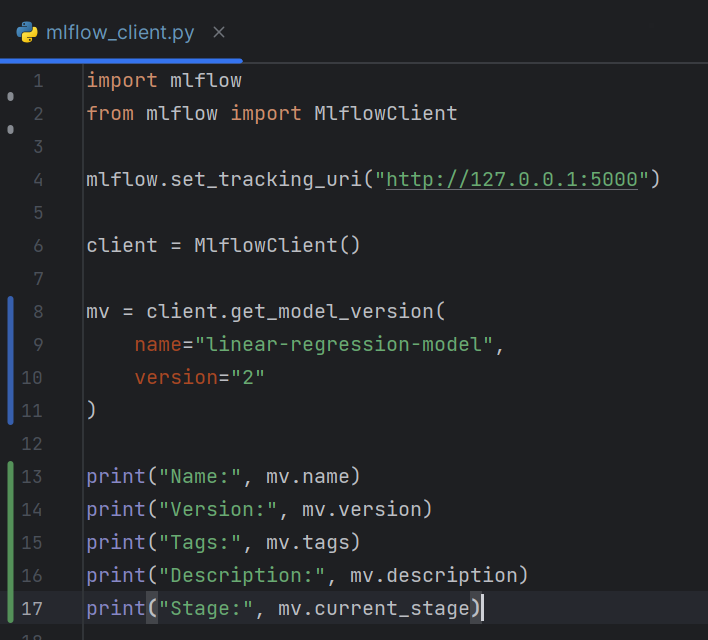 mlflow_client.py ×
1 import mlflow
2 from mlflow import MlflowClient
3
4 mlflow.set_tracking_uri("http://127.0.0.1:5000")
5
6 client = MlflowClient()
7
8 mv = client.get_model_version(
9     name="linear-regression-model",
10     version="2"
11 )
12
13 print("Name:", mv.name)
14 print("Version:", mv.version)
15 print("Tags:", mv.tags)
16 print("Description:", mv.description)
17 print("Stage:", mv.current_stage)
18